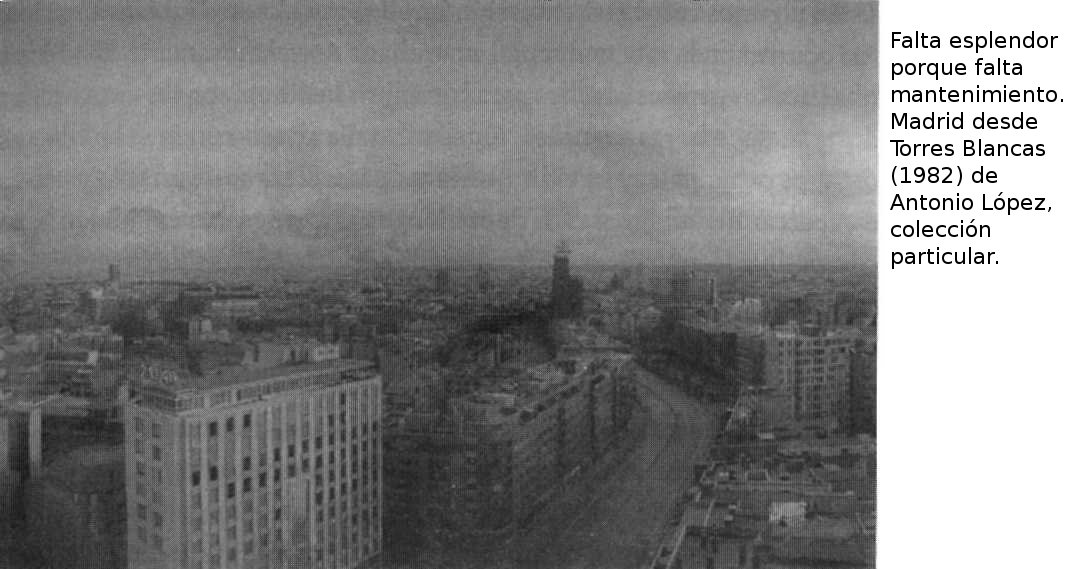 Falta esplendor
porque falta
mantenimiento.
Madrid desde
Torres Blancas
(1982) de
Antonio López,
colección
particular.